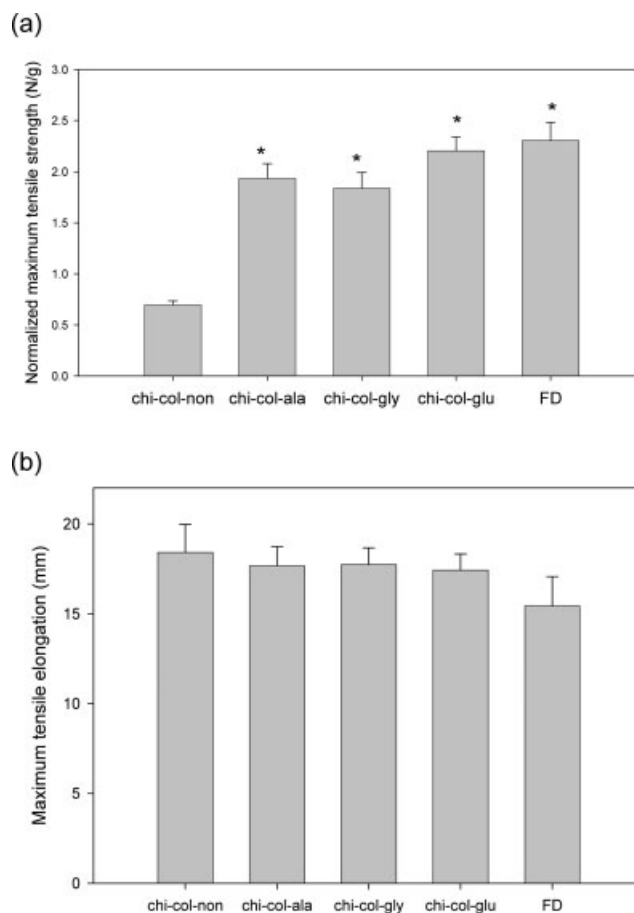 (a)
Normalized maximum tensile strength (N/g)
3.0
2.5
2.0
1.5
1.0
0.5
0.0
*
*
*
*
chi-col-non chi-col-ala chi-col-gly chi-col-glu FD
(b)
Maximum tensile elongation (mm)
20
15
10
5
0
chi-col-non chi-col-ala chi-col-gly chi-col-glu FD